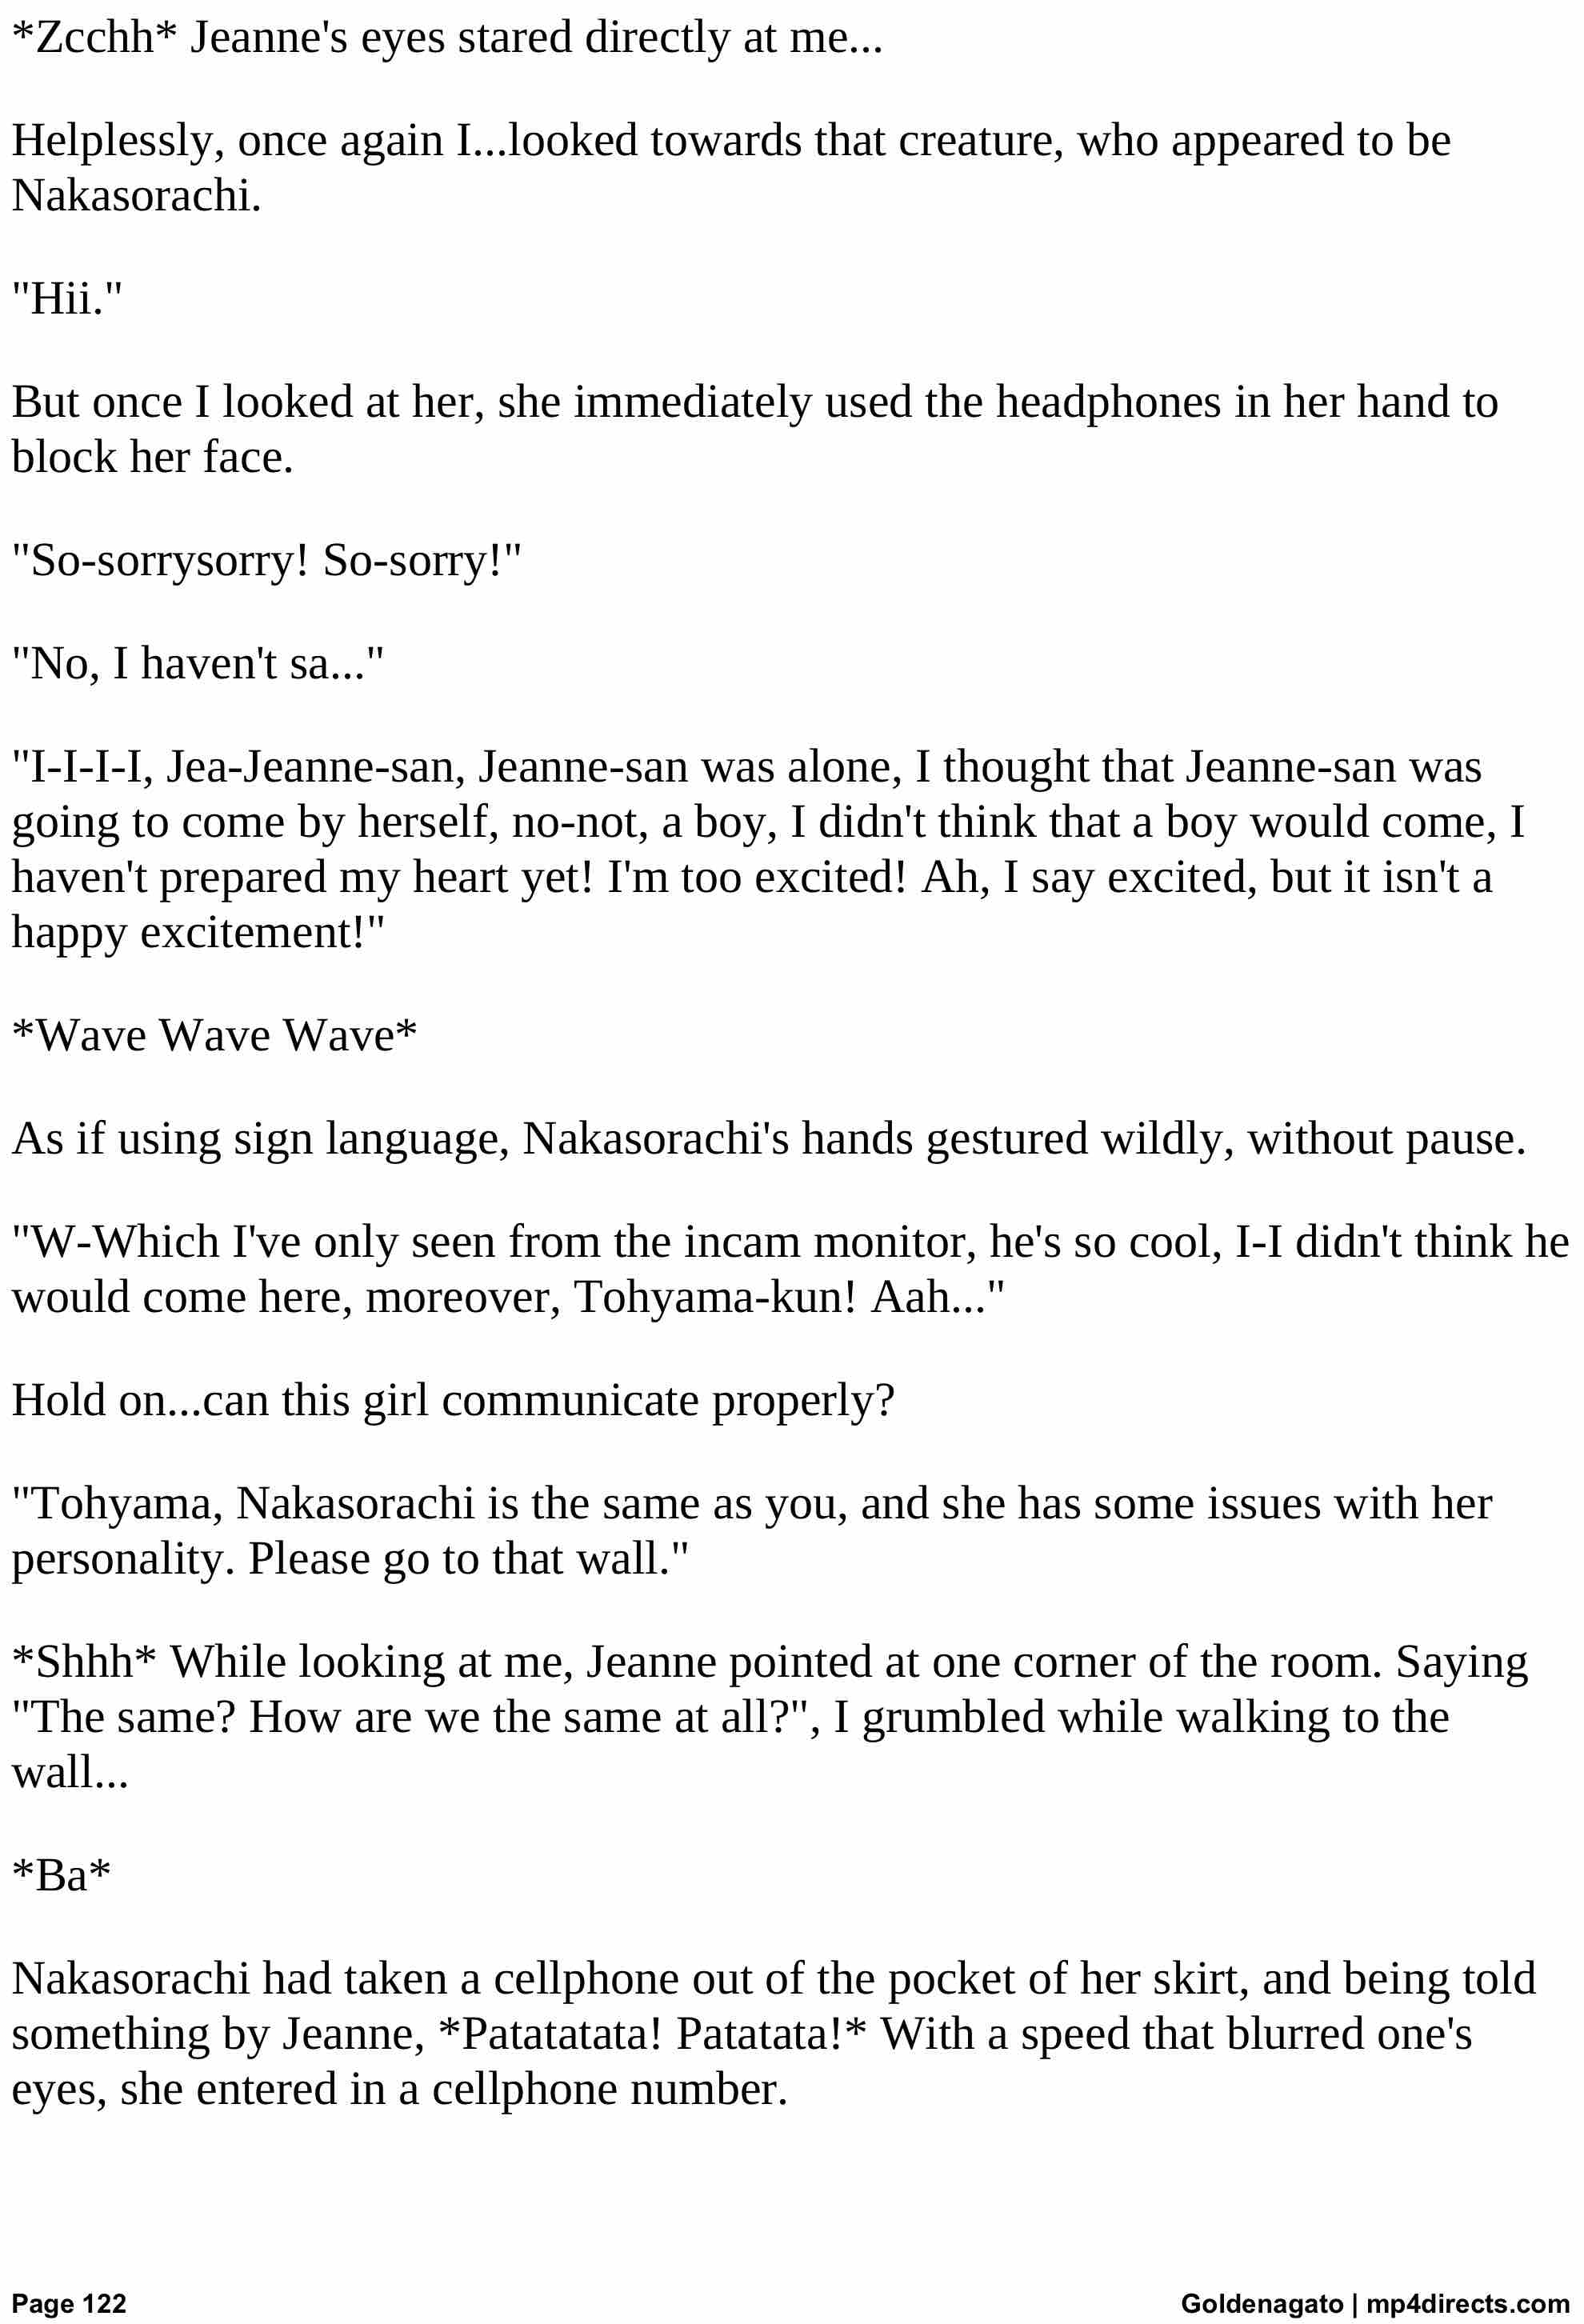 *Zcchh* Jeanne's eyes stared directly at me...
Helplessly, once again I...looked towards that creature, who appeared to be
Nakasorachi.
"Hii."
But once I looked at her, she immediately used the headphones in her hand to
block her face.
"So-sorrysorry! So-sorry!"
"No, I haven't sa..."
"I-I-I-I, Jea-Jeanne-san, Jeanne-san was alone, I thought that Jeanne-san was
going to come by herself, no-not, a boy, I didn't think that a boy would come, I
haven't prepared my heart yet! I'm too excited! Ah, I say excited, but it isn't a
happy excitement!"
*Wave Wave Wave*
As if using sign language, Nakasorachi's hands gestured wildly, without pause.
"W-Which I've only seen from the incam monitor, he's so cool, I-I didn't think he
would come here, moreover, Tohyama-kun! Aah..."
Hold on...can this girl communicate properly?
"Tohyama, Nakasorachi is the same as you, and she has some issues with her
personality. Please go to that wall."
*Shhh* While looking at me, Jeanne pointed at one corner of the room. Saying
"The same? How are we the same at all?", I grumbled while walking to the
wall...
*Ba*
Nakasorachi had taken a cellphone out of the pocket of her skirt, and being told
something by Jeanne, *Patatatata! Patatata!* With a speed that blurred one's
eyes, she entered in a cellphone number.
Page 122
Goldenagato | mp4directs.com